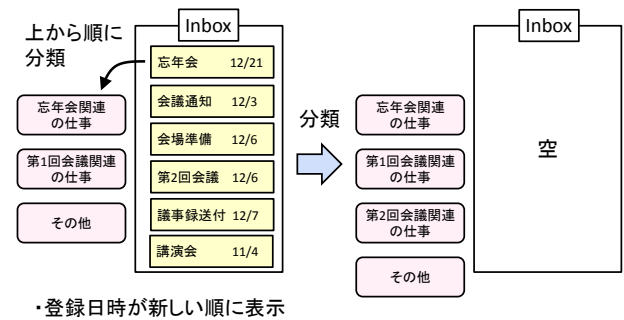 上から順に
分類
Inbox
忘年会 12/21
会議通知 12/3
会場準備 12/6
第2回会議 12/6
議事録送付 12/7
講演会 11/4
忘年会関連
の仕事
第1回会議関連
の仕事
その他
分類
Inbox
空
忘年会関連
の仕事
第1回会議関連
の仕事
第2回会議関連
の仕事
その他
・登録日時が新しい順に表示